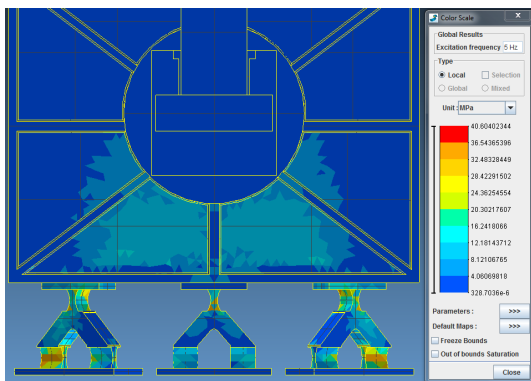 Color Scale
Global Results
Excitation frequency 5 Hz
Type
Local
Selection
Global
Mixed
Unit : MPa
40.60402344
36.54365396
32.48328449
28.42291502
24.36254554
20.30217607
16.2418066
12.18143712
8.12106765
4.06069818
328.7036e-6
Parameters :
>>>
Default Maps :
>>>
Freeze Bounds
Out of bounds Saturation
Close